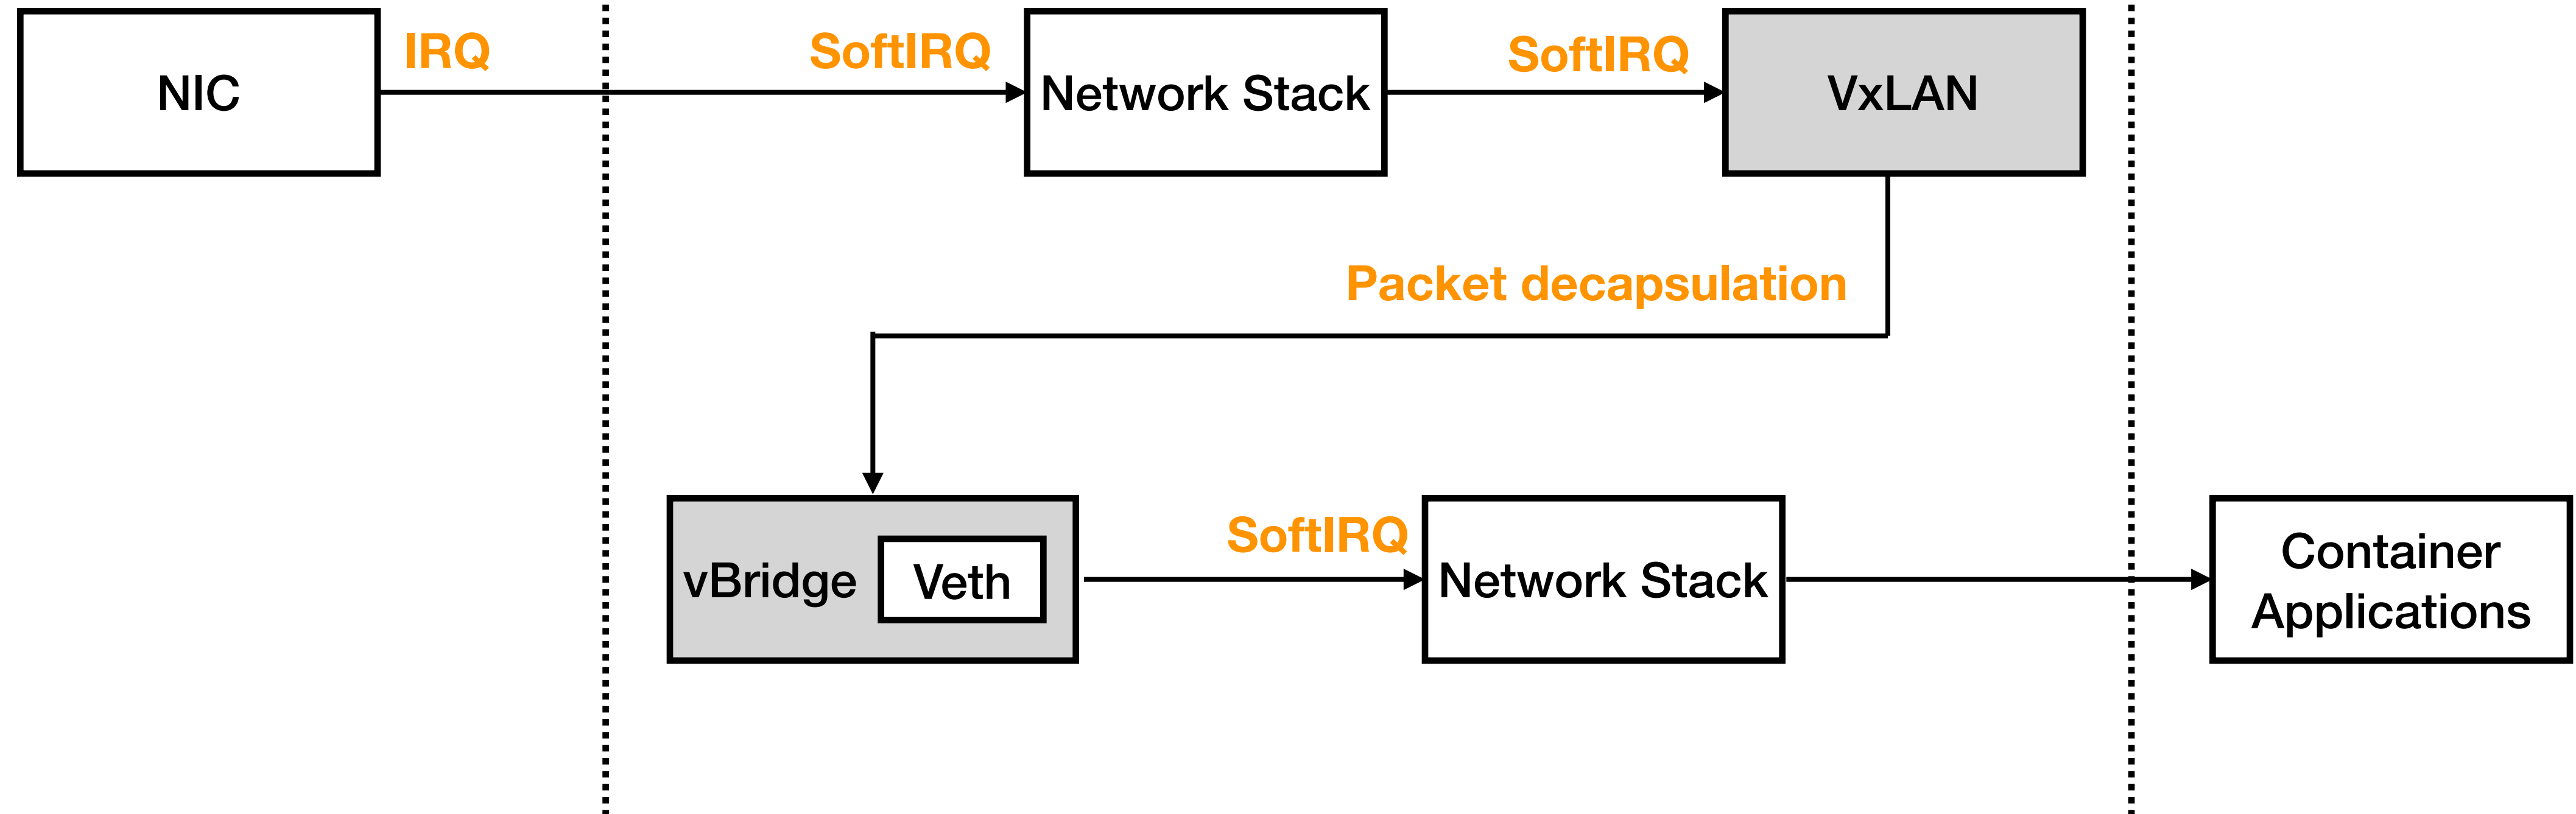 NIC
IRQ
SoftIRQ
Network Stack
SoftIRQ
VxLAN
Packet decapsulation
vBridge
Veth
SoftIRQ
Network Stack
Container
Applications